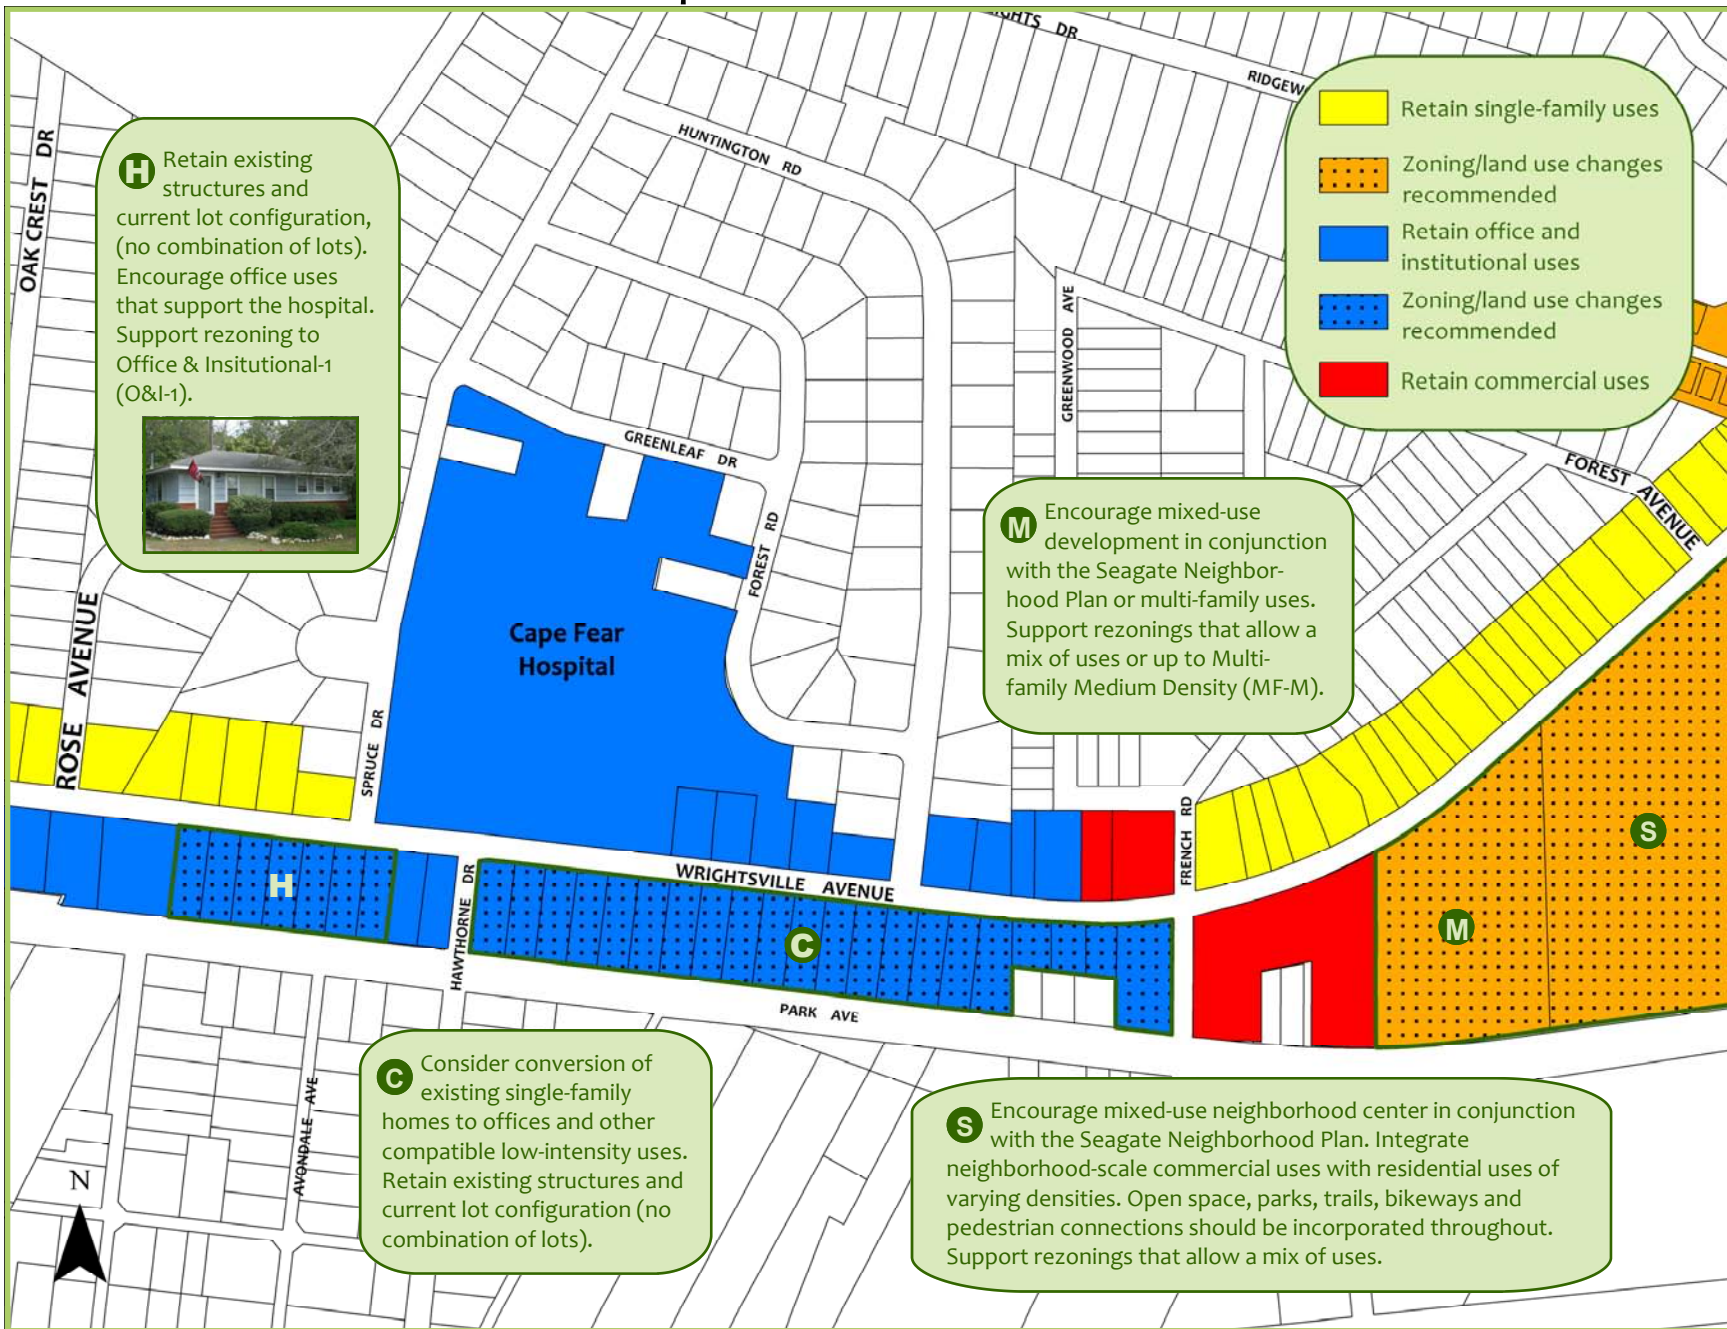 GHTS DR
RIDGEW
HUNTINGTON RD
OAK CREST DR
H Retain existing
structures and
current lot configuration,
(no combination of lots).
Encourage office uses
that support the hospital.
Support rezoning to
Office & Insitutional-1
(O&I-1).
Retain single-family uses
Zoning/land use changes
recommended
Retain office and
institutional uses
Zoning/land use changes
recommended
Retain commercial uses
GREENWOOD AVE
GREENLEAF DR
FOREST RD
FOREST AVENUE
M Encourage mixed-use
development in conjunction
with the Seagate Neighbor-
hood Plan or multi-family uses.
Support rezonings that allow a
mix of uses or up to Multi-
family Medium Density (MF-M).
Cape Fear
Hospital
ROSE AVENUE
SPRUCE DR
FRENCH RD
S
H
WRIGHTSVILLE AVENUE
HAWTHORNE DR
C
M
PARK AVE
AVONDALE AVE
C Consider conversion of
existing single-family
homes to offices and other
compatible low-intensity uses.
Retain existing structures and
current lot configuration (no
combination of lots).
S Encourage mixed-use neighborhood center in conjunction
with the Seagate Neighborhood Plan. Integrate
neighborhood-scale commercial uses with residential uses of
varying densities. Open space, parks, trails, bikeways and
pedestrian connections should be incorporated throughout.
Support rezonings that allow a mix of uses.
N